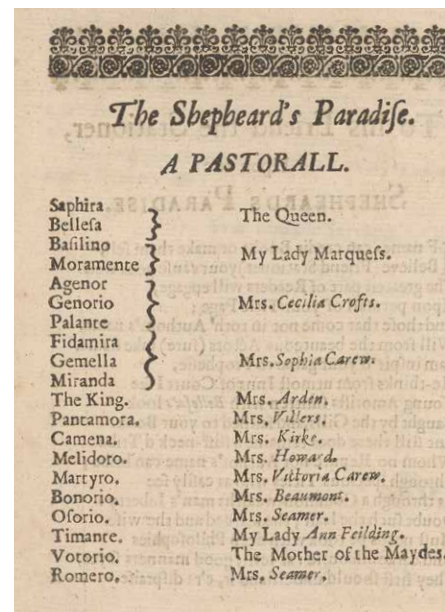 The Shepheard's Paradiſe.
A PASTORALL.
Saphira
Belleſa The Queen.
Baſilino
Moramente My Lady Marqueſs.
Agenor
Genorio Mrs. Cecilia Crofts.
Palante
Fidamira
Gemella Mrs. Sophia Carew.
Miranda
The King. Mrs. Arden.
Pantamora. Mrs. Villers.
Camena. Mrs. Kirke.
Melidoro. Mrs. Howard.
Martyro. Mrs. Victoria Carew.
Bonorio. Mrs. Beaumont.
Oſorio. Mrs. Seamer.
Timante. My Lady Ann Feilding.
Votorio. The Mother of the Maydes.
Romero. Mrs. Seamer.